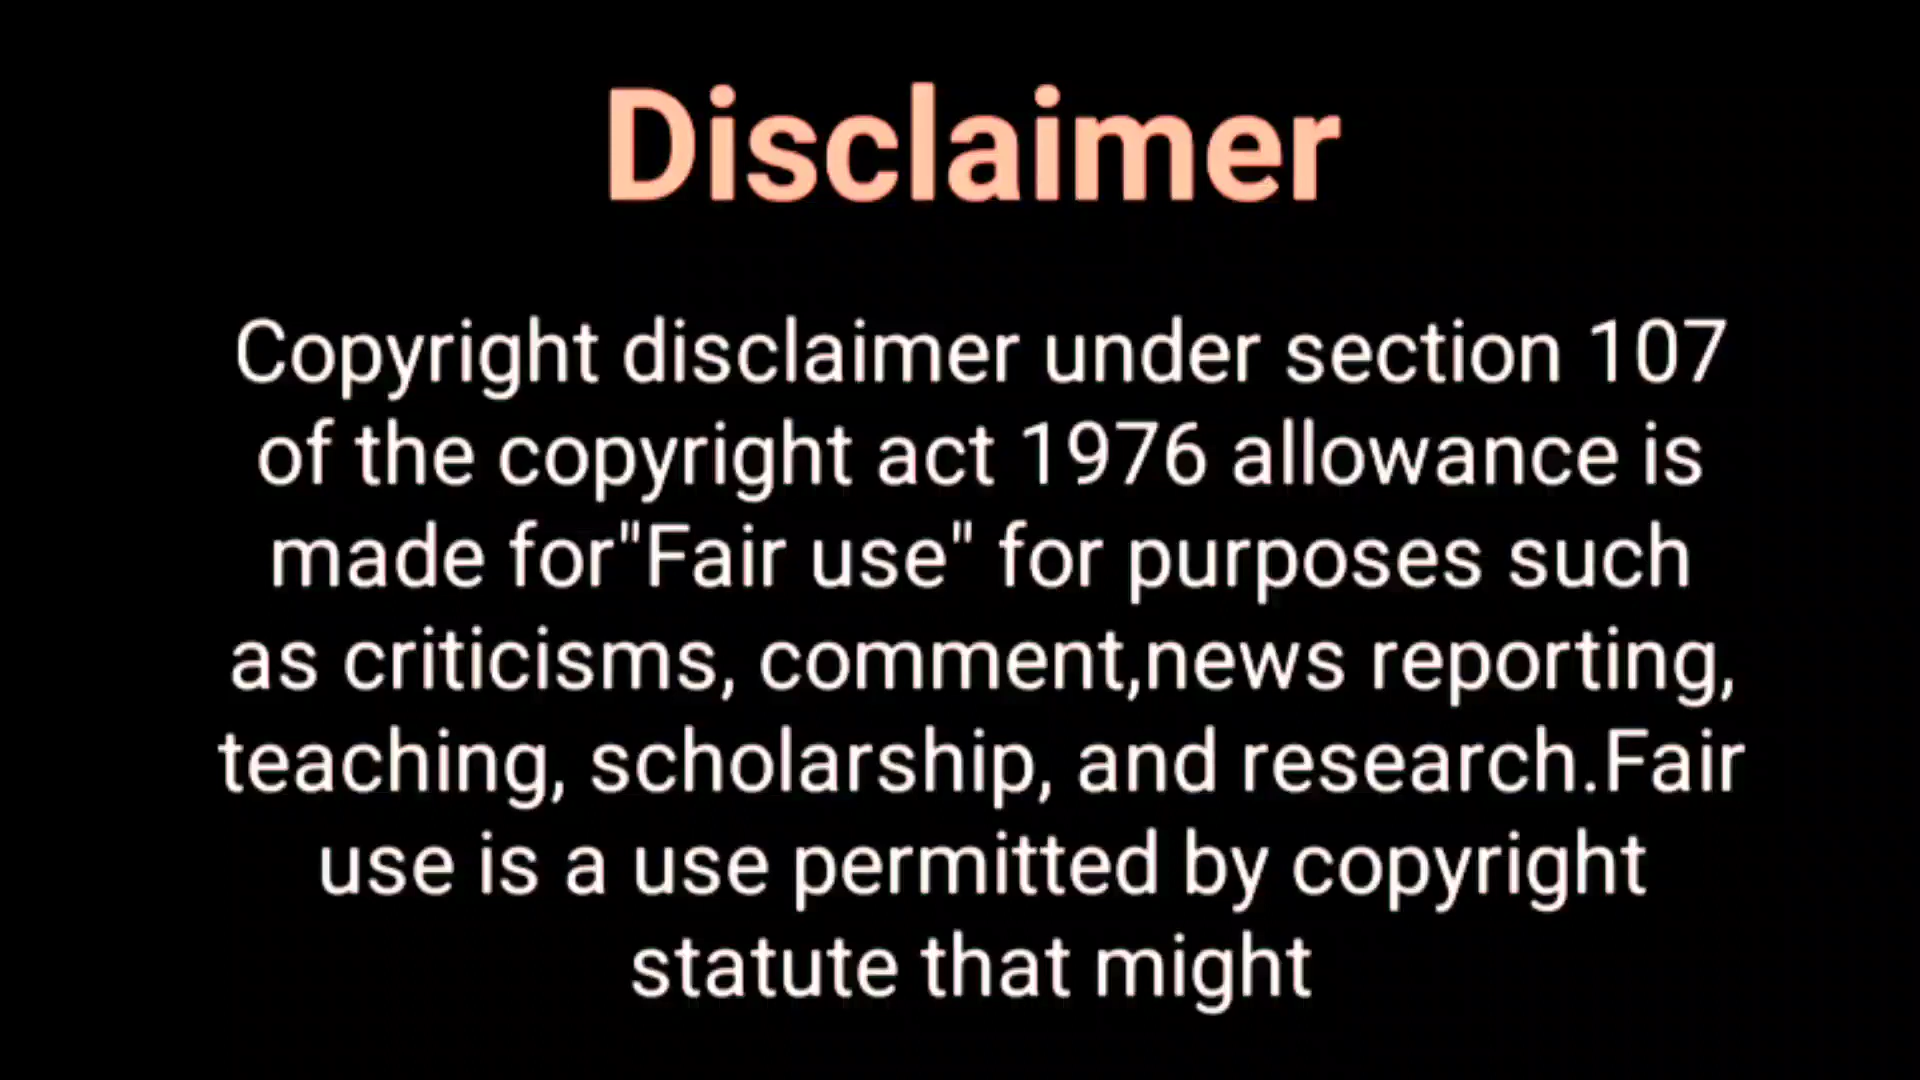 Disclaimer
Copyright disclaimer under section 107
of the copyright act 1976 allowance is
made for"Fair use" for purposes such
as criticisms, comment,news reporting,
teaching, scholarship, and research.Fair
use is a use permitted by copyright
statute that might